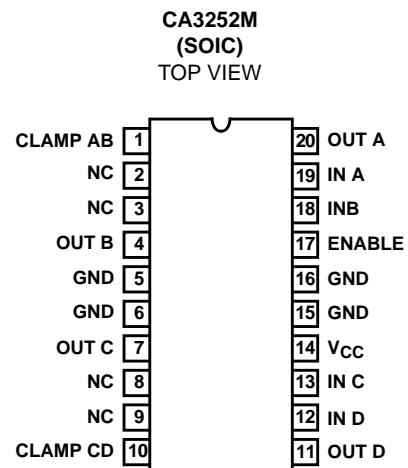 CA3252M
(SOIC)
TOP VIEW
CLAMP AB 1 20 OUT A
NC 2 19 IN A
NC 3 18 INB
OUT B 4 17 ENABLE
GND 5 16 GND
GND 6 15 GND
OUT C 7 14 VCC
NC 8 13 IN C
NC 9 12 IN D
CLAMP CD 10 11 OUT D